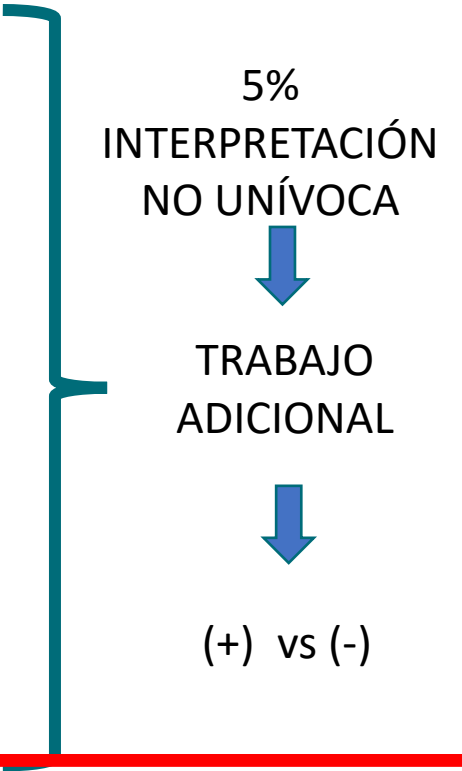 5%
INTERPRETACIÓN
NO UNÍVOCA
TRABAJO
ADICIONAL
(+) vs (-)